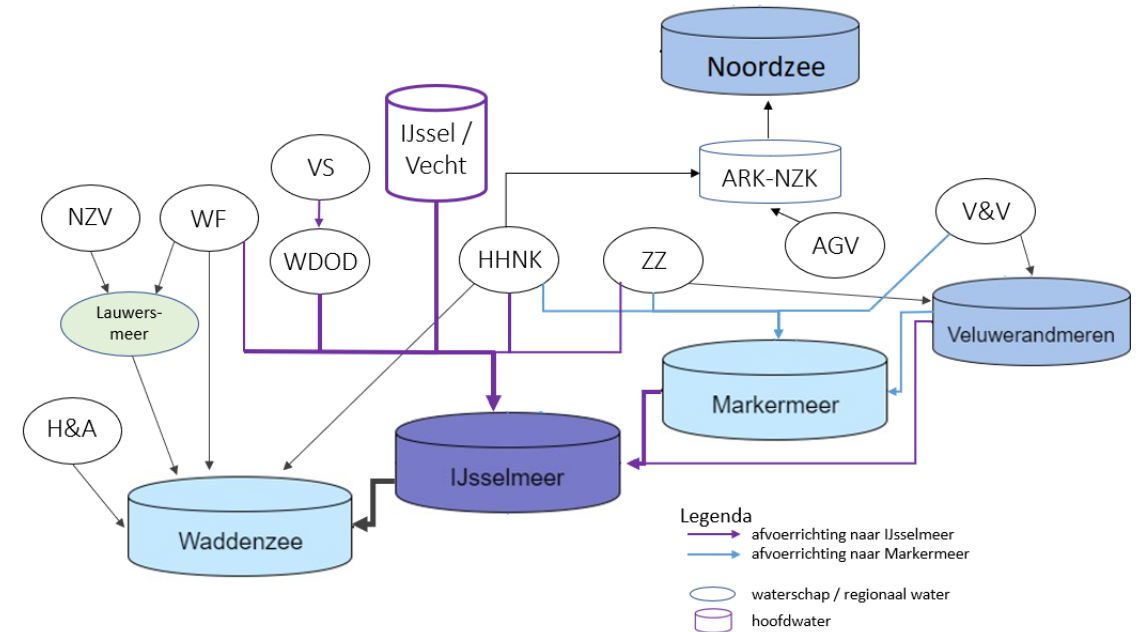 Noordzee
IJssel /
Vecht
ARK-NZK
VS
NZV
WF
V&V
WDOD
HHNK
ZZ
AGV
Lauwers-
meer
Veluwerandmeren
Markermeer
H&A
IJsselmeer
Waddenzee
Legenda
afvoerrichting naar IJsselmeer
afvoerrichting naar Markermeer
waterschap / regionaal water
hoofdwater